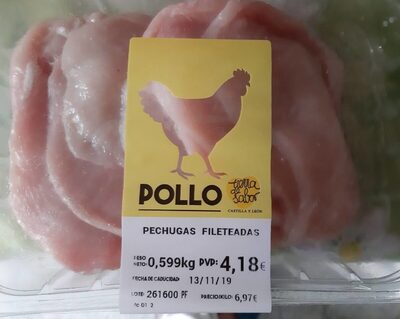 POLLO
tierra de sabor
CASTILLA Y LEÓN
PECHUGAS FILETEADAS
PESO NETO: 0,599kg PVP: 4,18€
FECHA DE CADUCIDAD 13/11/19
LOTE: 261600 PF PRECIO/KILO: 6,97€